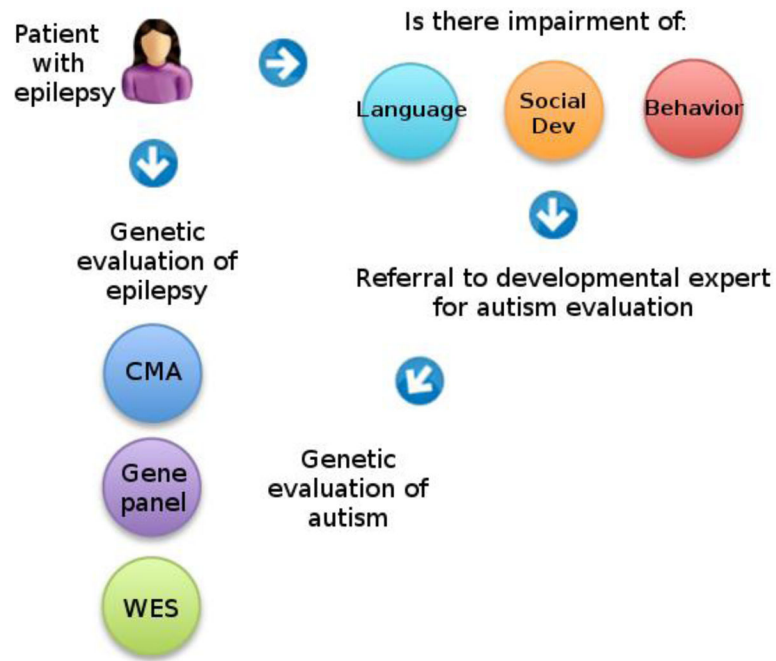 Patient
with
epilepsy
Is there impairment of:
Language
Social
Dev
Behavior
Genetic
evaluation of
epilepsy
Referral to developmental expert
for autism evaluation
CMA
Gene
panel
WES
Genetic
evaluation of
autism